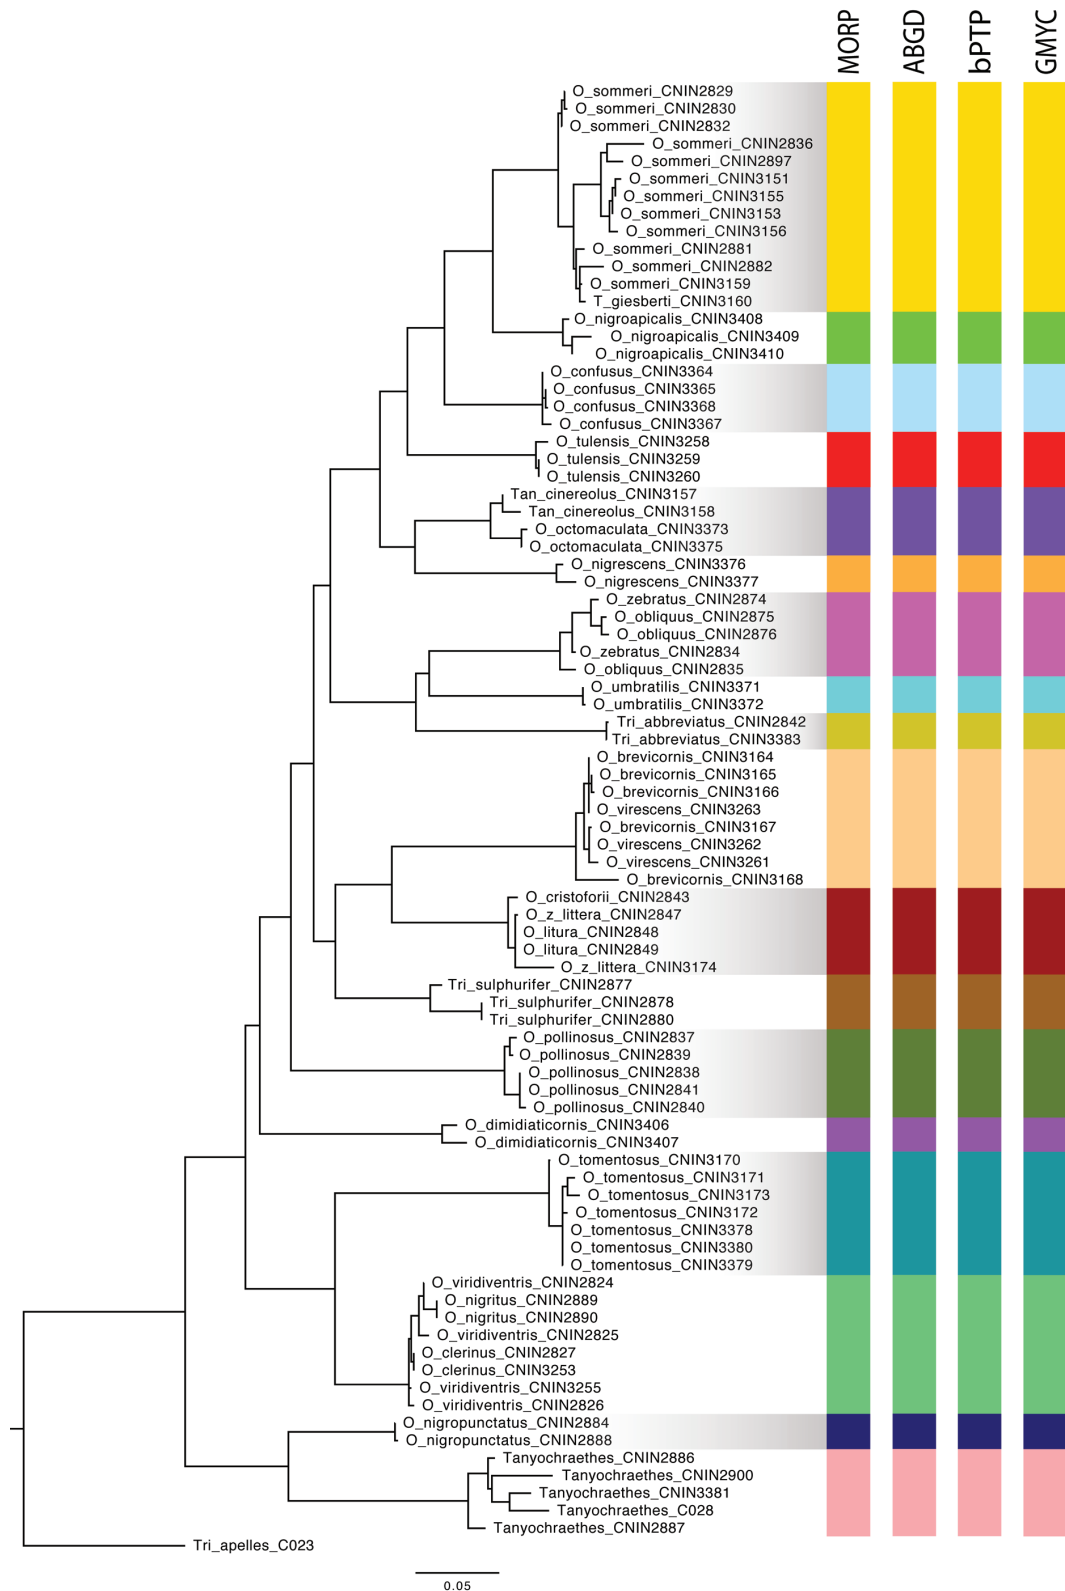 MORP
ABGD
bPTP
GMYC
O_sommeri_CNIN2829
O_sommeri_CNIN2830
O_sommeri_CNIN2832
O_sommeri_CNIN2836
O_sommeri_CNIN2897
O_sommeri_CNIN3151
O_sommeri_CNIN3155
O_sommeri_CNIN3153
O_sommeri_CNIN3156
O_sommeri_CNIN2881
O_sommeri_CNIN2882
O_sommeri_CNIN3159
T_giesberti_CNIN3160
O_nigroapicalis_CNIN3408
O_nigroapicalis_CNIN3409
O_nigroapicalis_CNIN3410
O_confusus_CNIN3364
O_confusus_CNIN3365
O_confusus_CNIN3368
O_confusus_CNIN3367
O_tulensis_CNIN3258
O_tulensis_CNIN3259
O_tulensis_CNIN3260
Tan_cinereolus_CNIN3157
Tan_cinereolus_CNIN3158
O_octomaculata_CNIN3373
O_octomaculata_CNIN3375
O_nigrescens_CNIN3376
O_nigrescens_CNIN3377
O_zebratus_CNIN2874
O_obliquus_CNIN2875
O_obliquus_CNIN2876
O_zebratus_CNIN2834
O_obliquus_CNIN2835
O_umbratilis_CNIN3371
O_umbratilis_CNIN3372
Tri_abbreviatus_CNIN2842
Tri_abbreviatus_CNIN3383
O_brevicornis_CNIN3164
O_brevicornis_CNIN3165
O_brevicornis_CNIN3166
O_virescens_CNIN3263
O_brevicornis_CNIN3167
O_virescens_CNIN3262
O_virescens_CNIN3261
O_brevicornis_CNIN3168
O_cristoforii_CNIN2843
O_z_littera_CNIN2847
O_litura_CNIN2848
O_litura_CNIN2849
O_z_littera_CNIN3174
Tri_sulphurifer_CNIN2877
Tri_sulphurifer_CNIN2878
Tri_sulphurifer_CNIN2880
O_pollinosus_CNIN2837
O_pollinosus_CNIN2839
O_pollinosus_CNIN2838
O_pollinosus_CNIN2841
O_pollinosus_CNIN2840
O_dimidiaticornis_CNIN3406
O_dimidiaticornis_CNIN3407
O_tomentosus_CNIN3170
O_tomentosus_CNIN3171
O_tomentosus_CNIN3173
O_tomentosus_CNIN3172
O_tomentosus_CNIN3378
O_tomentosus_CNIN3380
O_tomentosus_CNIN3379
O_viridiventris_CNIN2824
O_nigritus_CNIN2889
O_nigritus_CNIN2890
O_viridiventris_CNIN2825
O_clerinus_CNIN2827
O_clerinus_CNIN3253
O_viridiventris_CNIN3255
O_viridiventris_CNIN2826
O_nigropunctatus_CNIN2884
O_nigropunctatus_CNIN2888
Tanyochraethes_CNIN2886
Tanyochraethes_CNIN2900
Tanyochraethes_CNIN3381
Tanyochraethes_C028
Tanyochraethes_CNIN2887
Tri_apelles_C023
0.05